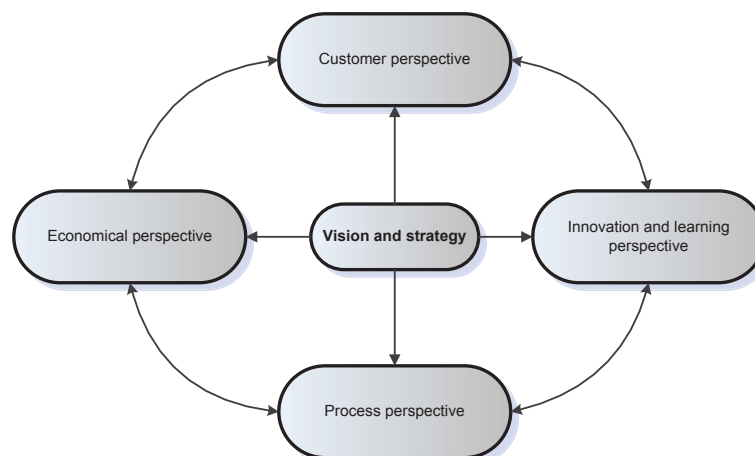 Customer perspective
Economical perspective
Vision and strategy
Innovation and learning
perspective
Process perspective